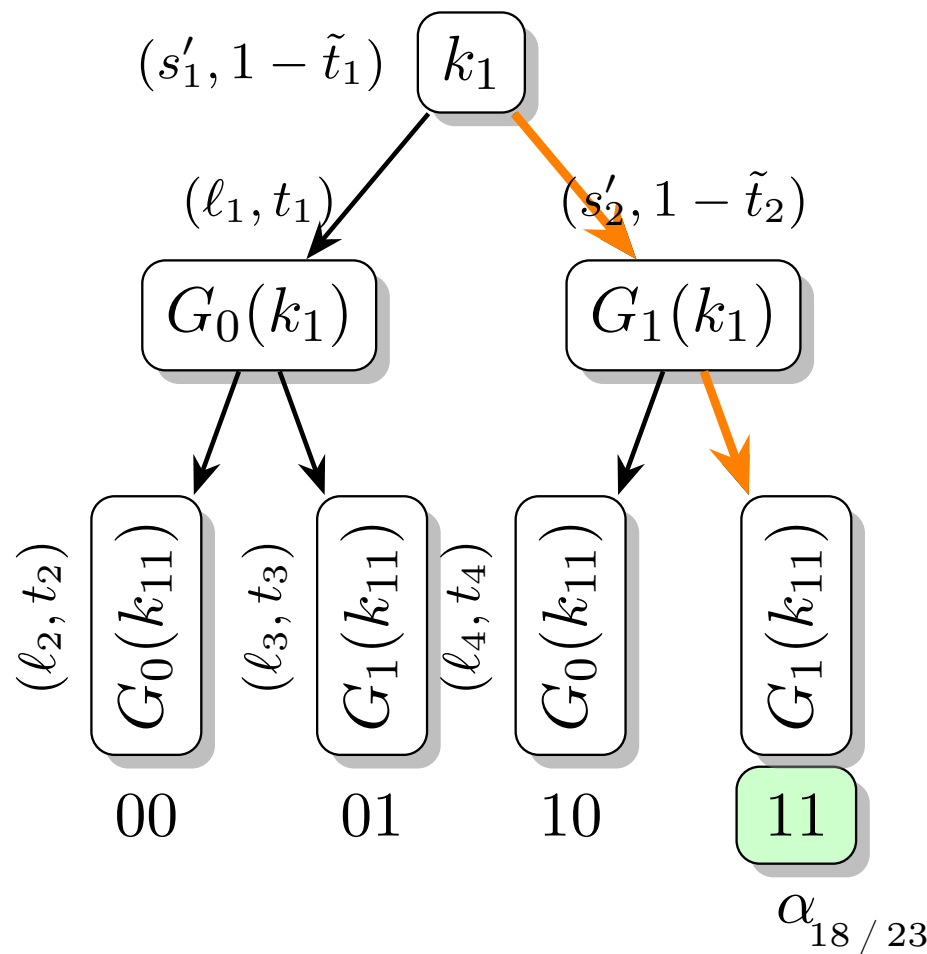 (s′₁, 1 − t̃₁) k₁
(ℓ₁, t₁) (s′₂, 1 − t̃₂)
G₀(k₁) G₁(k₁)
(ℓ₂, t₂) G₀(k₁₁) (ℓ₃, t₃) G₁(k₁₁) (ℓ₄, t₄) G₀(k₁₁) G₁(k₁₁)
00 01 10 11
α
18 / 23